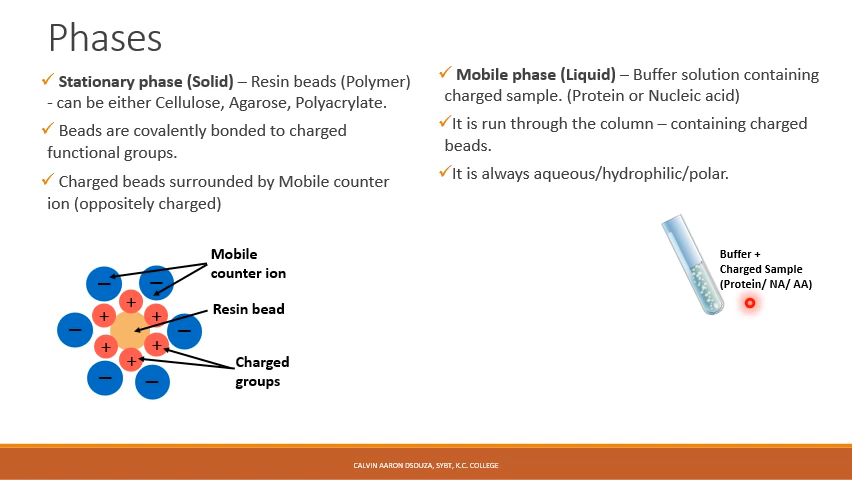 Phases
✓ Stationary phase (Solid) – Resin beads (Polymer)
- can be either Cellulose, Agarose, Polyacrylate.
✓ Beads are covalently bonded to charged
functional groups.
✓ Charged beads surrounded by Mobile counter
ion (oppositely charged)
✓ Mobile phase (Liquid) – Buffer solution containing
charged sample. (Protein or Nucleic acid)
✓It is run through the column – containing charged
beads.
✓It is always aqueous/hydrophilic/polar.
Mobile
counter ion
Resin bead
Charged
groups
− −
+
+ +
− −
+ +
+
− −
Buffer +
Charged Sample
(Protein/ NA/ AA)
CALVIN AARON DSOUZA, SYBT, K.C. COLLEGE